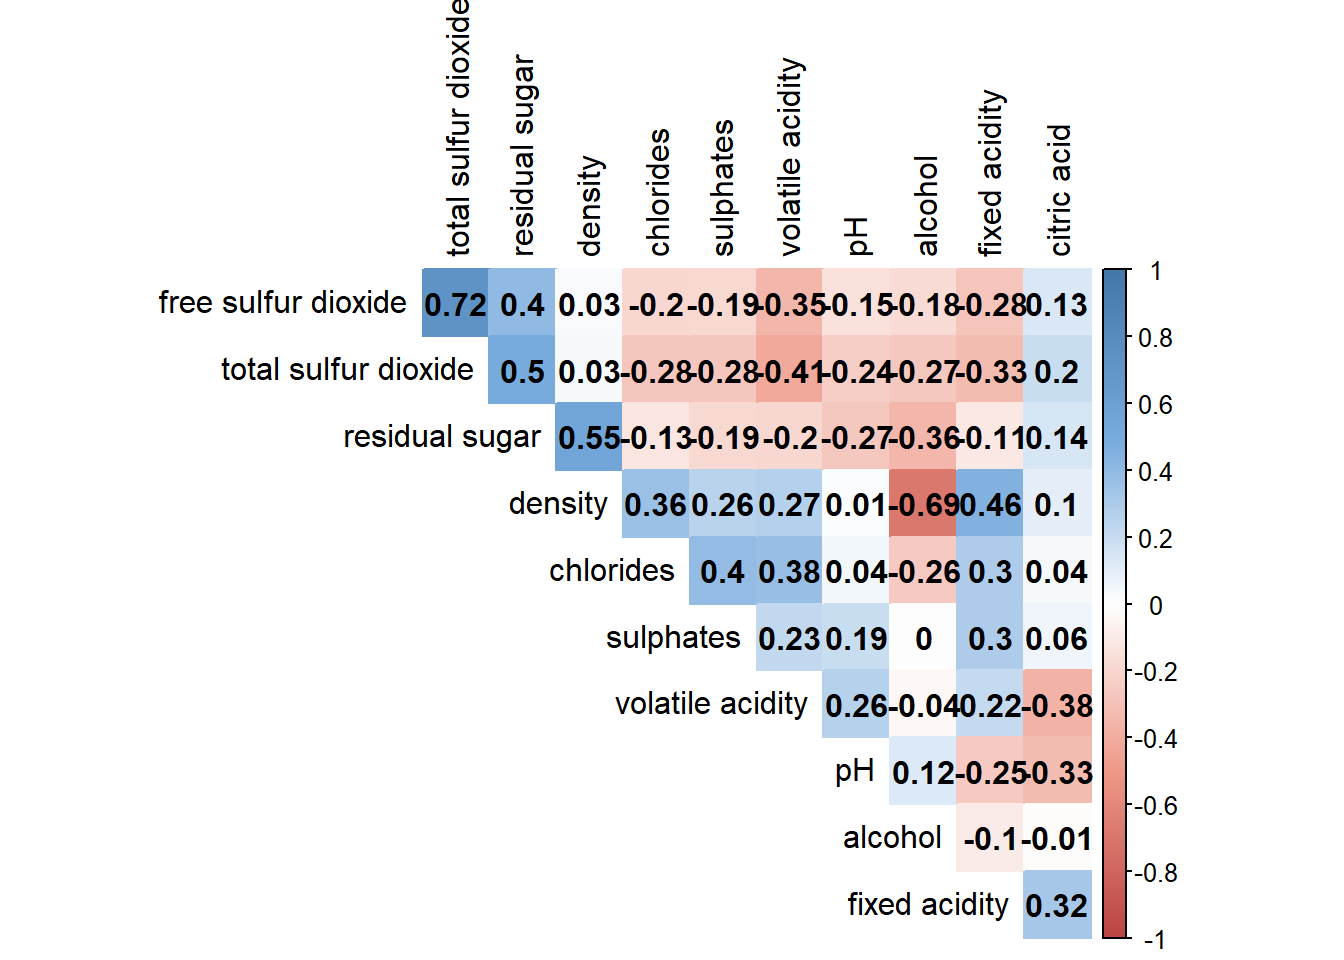 total sulfur dioxide
residual sugar
density
chlorides
sulphates
volatile acidity
pH
alcohol
fixed acidity
citric acid
free sulfur dioxide 0.72 0.4 0.03 -0.2 -0.19 -0.35 -0.15 -0.18 -0.28 0.13
total sulfur dioxide 0.5 0.03 -0.28 -0.28 -0.41 -0.24 -0.27 -0.33 0.2
residual sugar 0.55 -0.13 -0.19 -0.2 -0.27 -0.36 -0.11 0.14
density 0.36 0.26 0.27 0.01 -0.69 0.46 0.1
chlorides 0.4 0.38 0.04 -0.26 0.3 0.04
sulphates 0.23 0.19 0 0.3 0.06
volatile acidity 0.26 -0.04 0.22 -0.38
pH 0.12 -0.25 -0.33
alcohol -0.1 -0.01
fixed acidity 0.32
1
0.8
0.6
0.4
0.2
0
-0.2
-0.4
-0.6
-0.8
-1